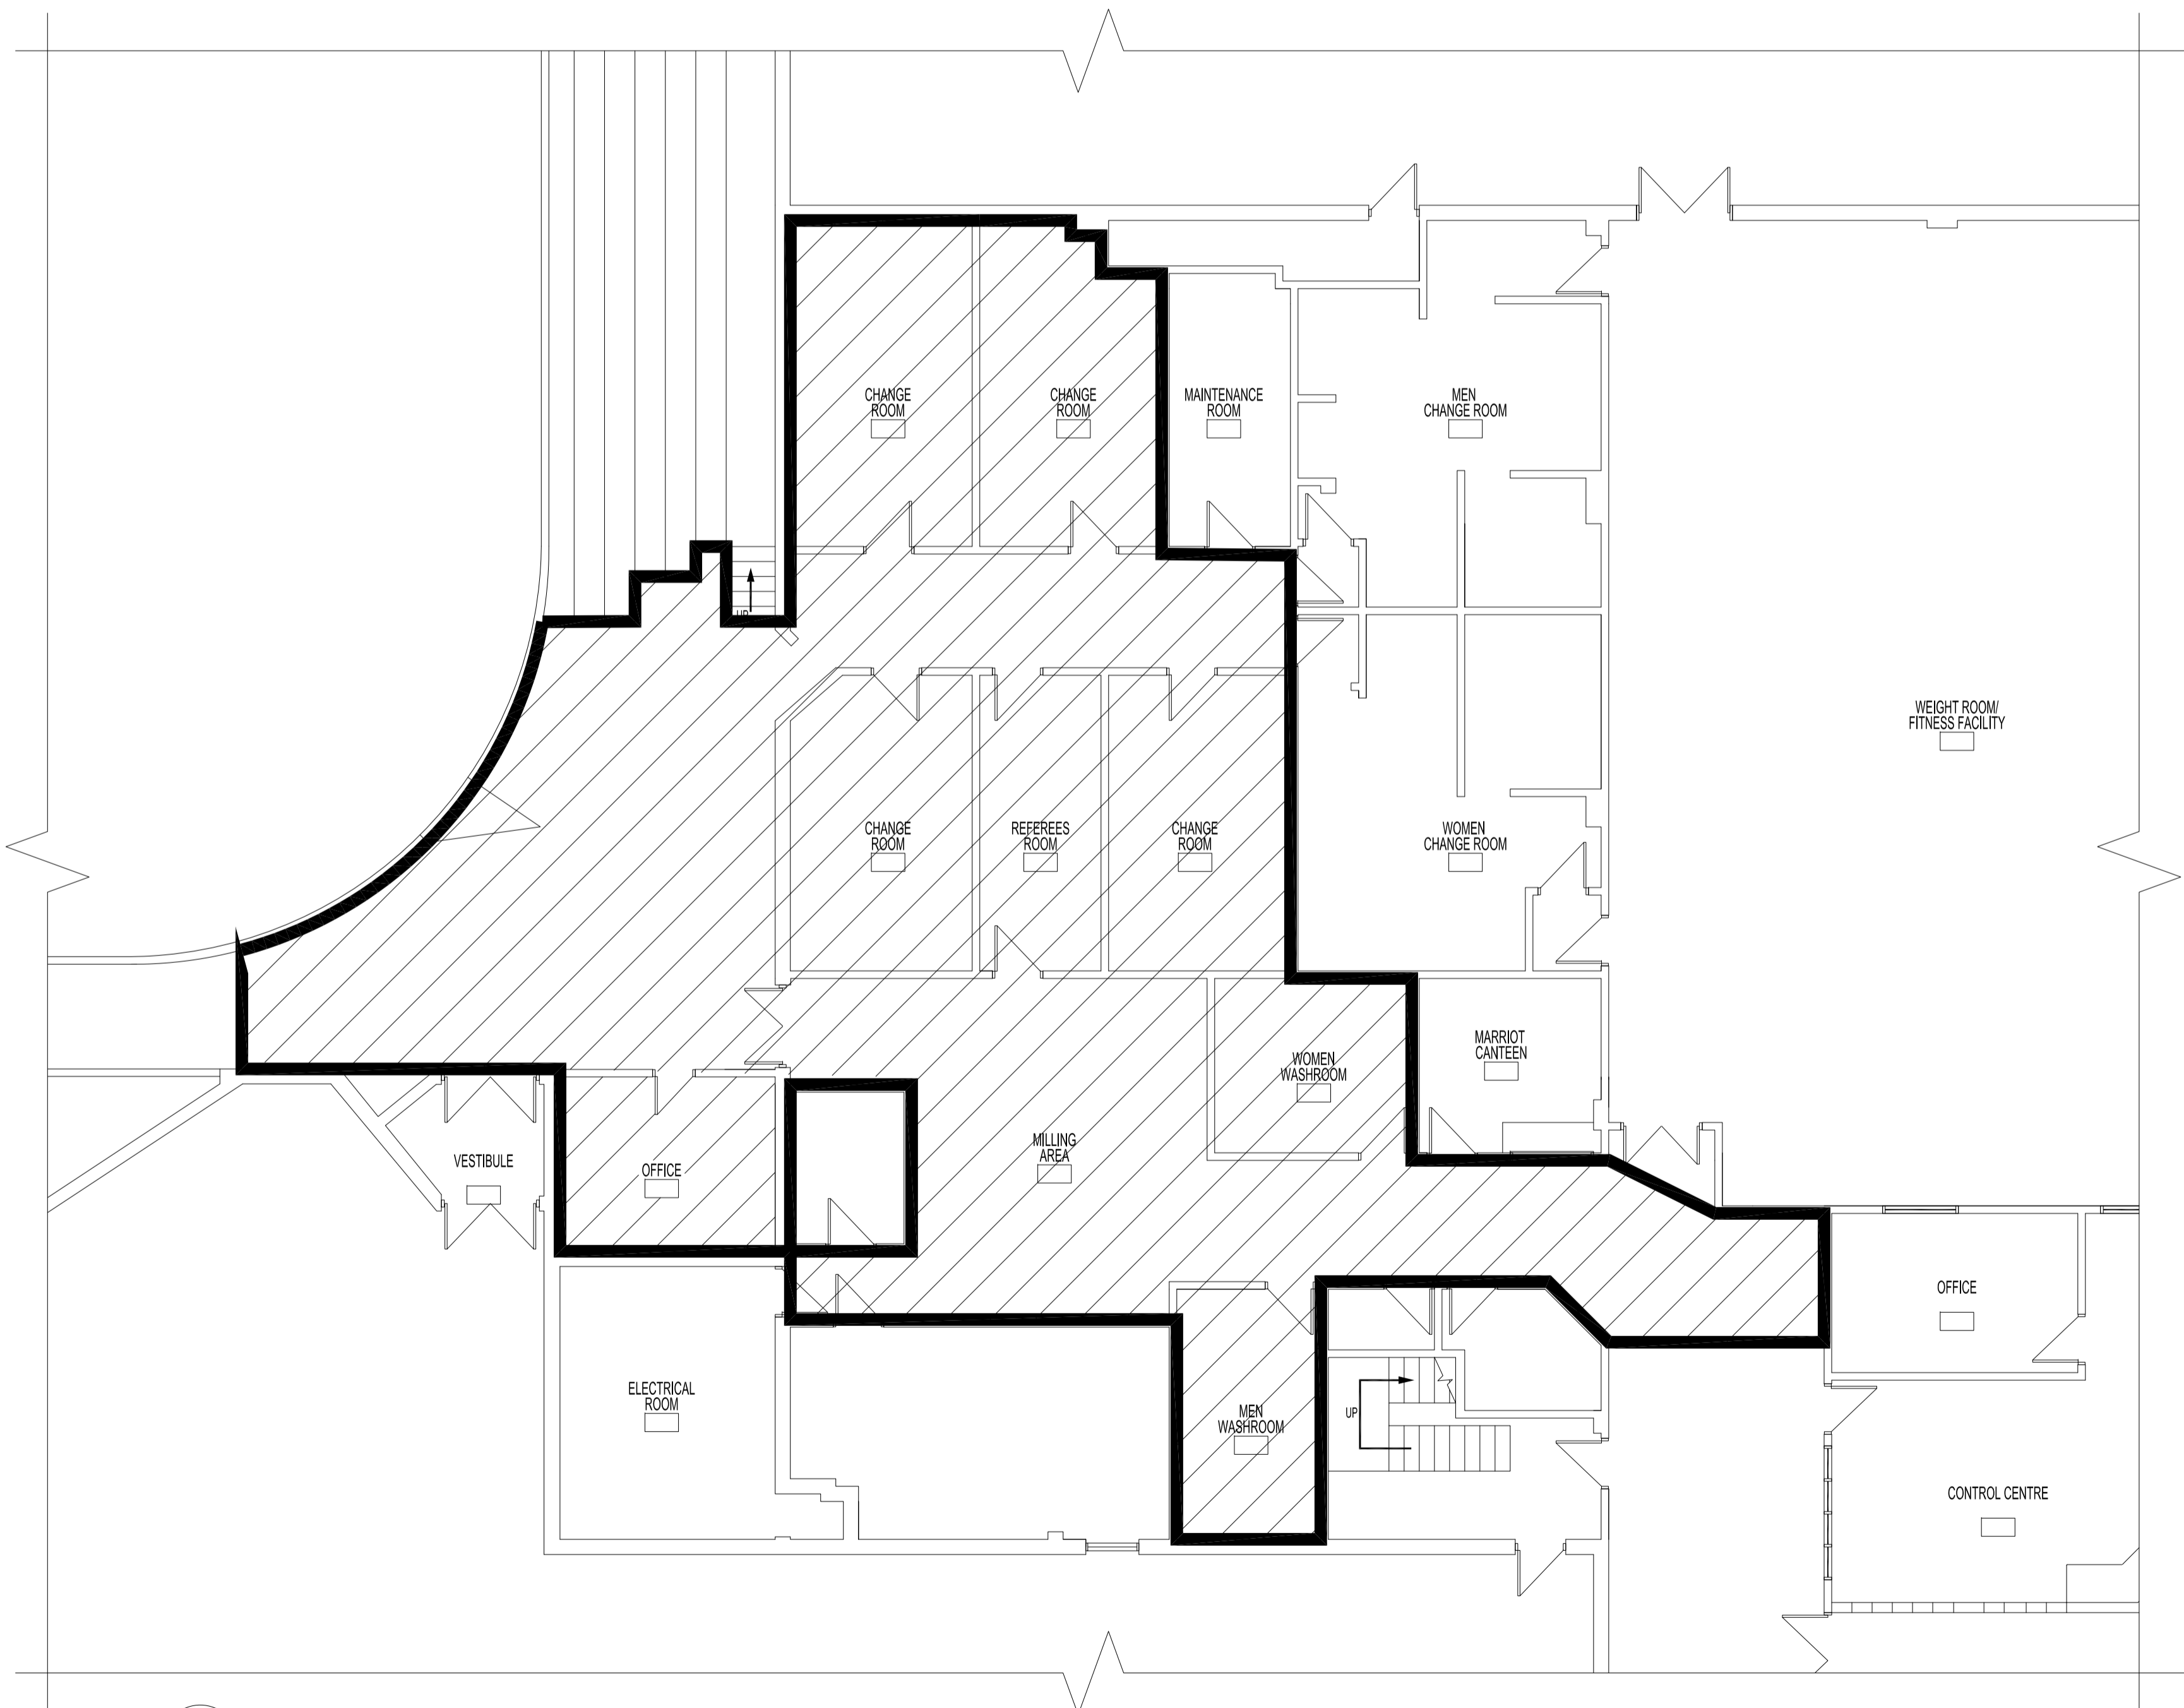 CHANGE
ROOM
CHANGE
ROOM
MAINTENANCE
ROOM
MEN
CHANGE ROOM
UP
WEIGHT ROOM/
FITNESS FACILITY
CHANGE
ROOM
REFEREES
ROOM
CHANGE
ROOM
WOMEN
CHANGE ROOM
MARRIOT
CANTEEN
WOMEN
WASHROOM
MILLING
AREA
VESTIBULE
OFFICE
OFFICE
ELECTRICAL
ROOM
MEN
WASHROOM
UP
CONTROL CENTRE